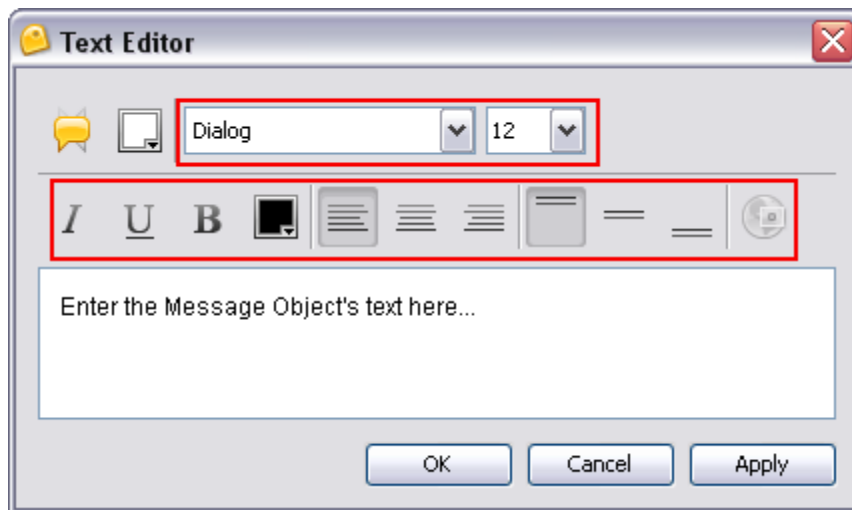 Text Editor
Dialog 12
I U B
Enter the Message Object's text here...
OK Cancel Apply